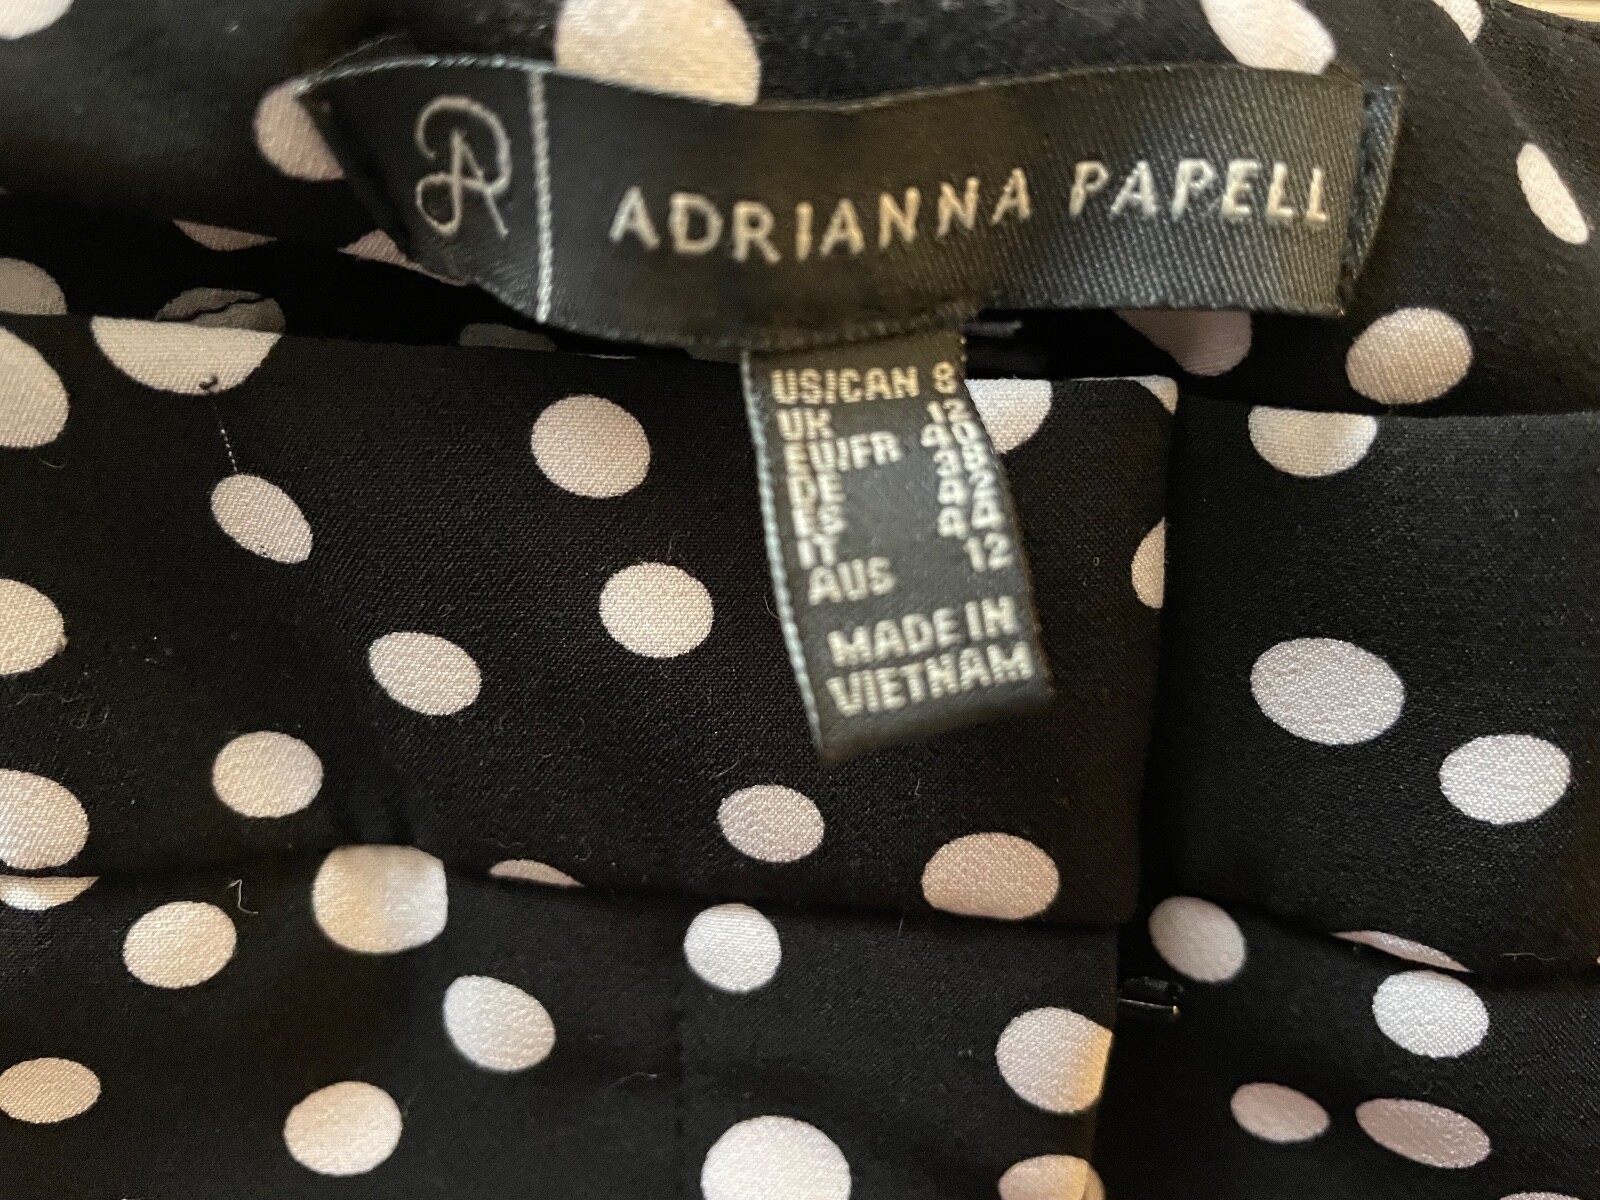 AP
ADRIANNA PAPELL
US/CAN 8
UK 12
EU/FR 40
DE 38
ES 42
IT 44
AUS 12
MADE IN
VIETNAM